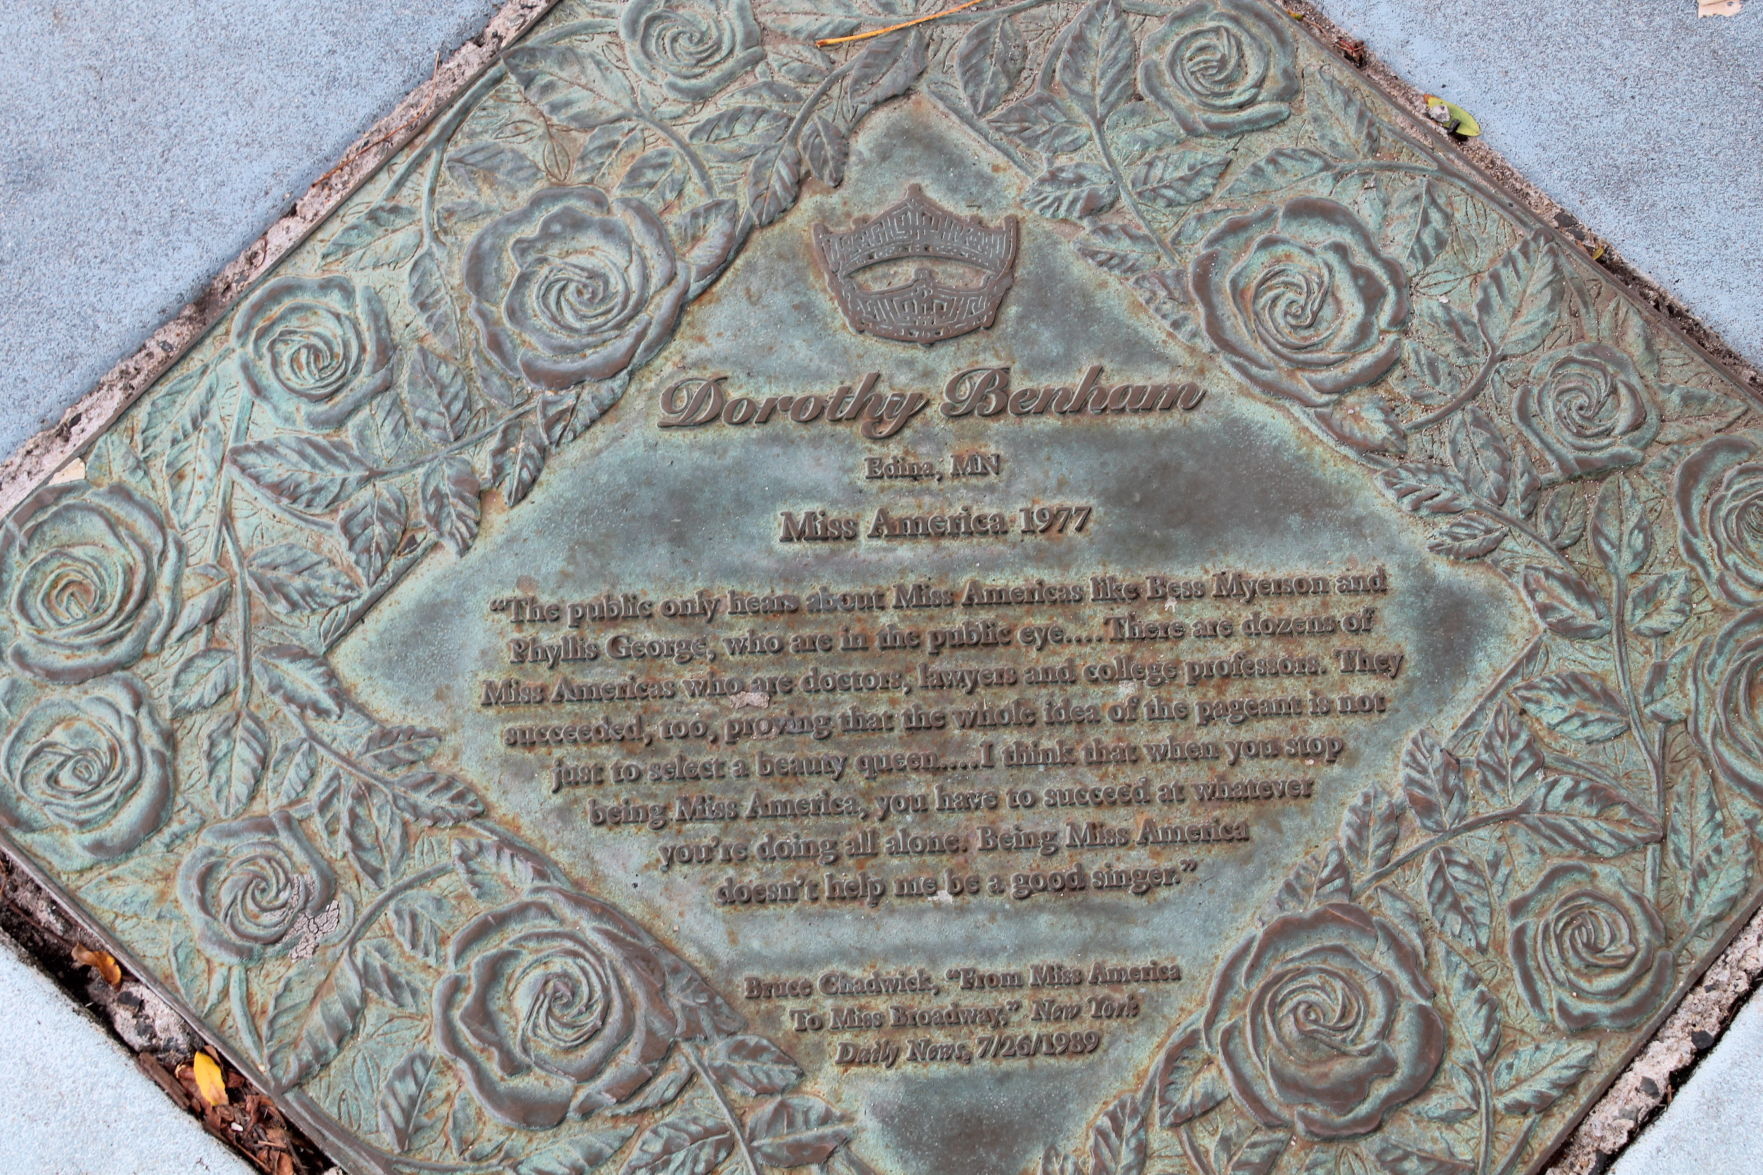 Dorothy Benham
Edina, MN
Miss America 1977
“The public only hears about Miss Americas like Bess Myerson and
Phyllis George, who are in the public eye.....There are dozens of
Miss Americas who are doctors, lawyers and college professors. They
succeeded, too, proving that the whole idea of the pageant is not
just to select a beauty queen.....I think that when you stop
being Miss America, you have to succeed at whatever
you're doing all alone. Being Miss America
doesn't help me be a good singer.”
Bruce Chadwick, “From Miss America
To Miss Broadway,” New York
Daily News, 7/26/1989